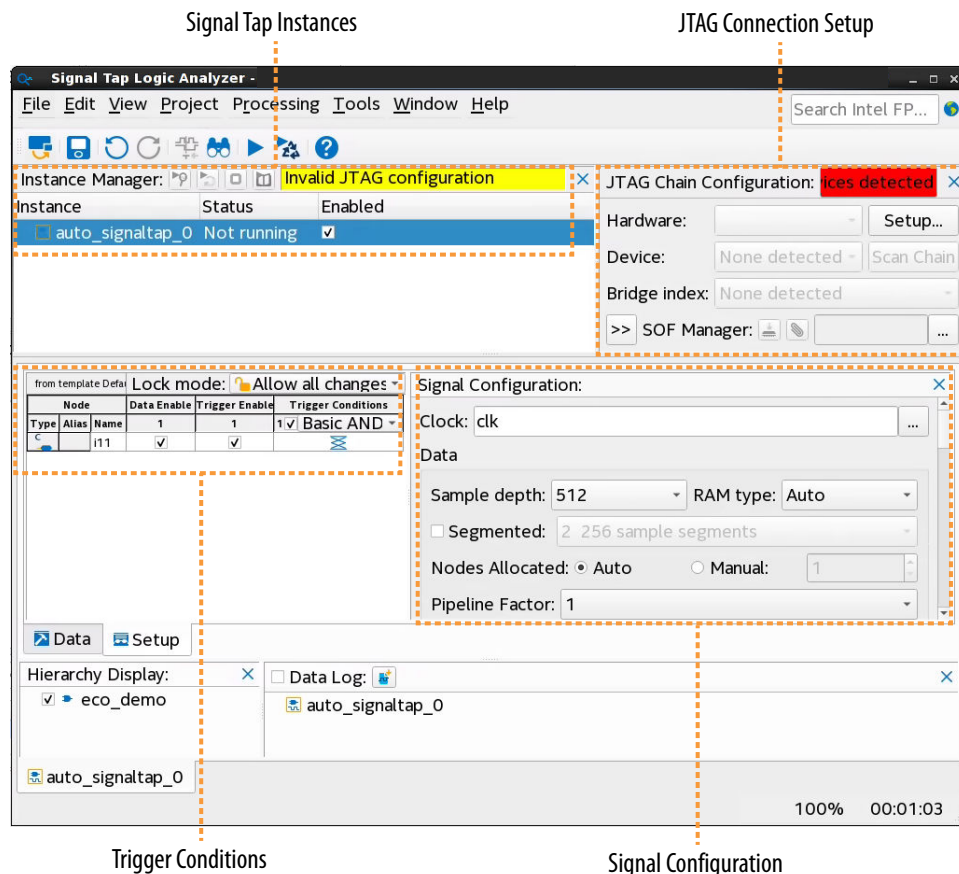 Signal Tap Instances
JTAG Connection Setup
Signal Tap Logic Analyzer -
File Edit View Project Processing Tools Window Help
Search Intel FP...
Instance Manager: Invalid JTAG configuration
JTAG Chain Configuration: ices detected
Instance Status Enabled
auto_signaltap_0 Not running
Hardware: Setup...
Device: None detected Scan Chain
Bridge index: None detected
>> SOF Manager: ...
from template Defau Lock mode: Allow all changes
Signal Configuration:
Node Data Enable Trigger Enable Trigger Conditions
Type Alias Name 1 1 1 Basic AND
C i11
Clock: clk ...
Data
Sample depth: 512 RAM type: Auto
Segmented: 2 256 sample segments
Nodes Allocated: Auto Manual: 1
Pipeline Factor: 1
Data Setup
Hierarchy Display:
Data Log:
eco_demo
auto_signaltap_0
auto_signaltap_0
100% 00:01:03
Trigger Conditions
Signal Configuration